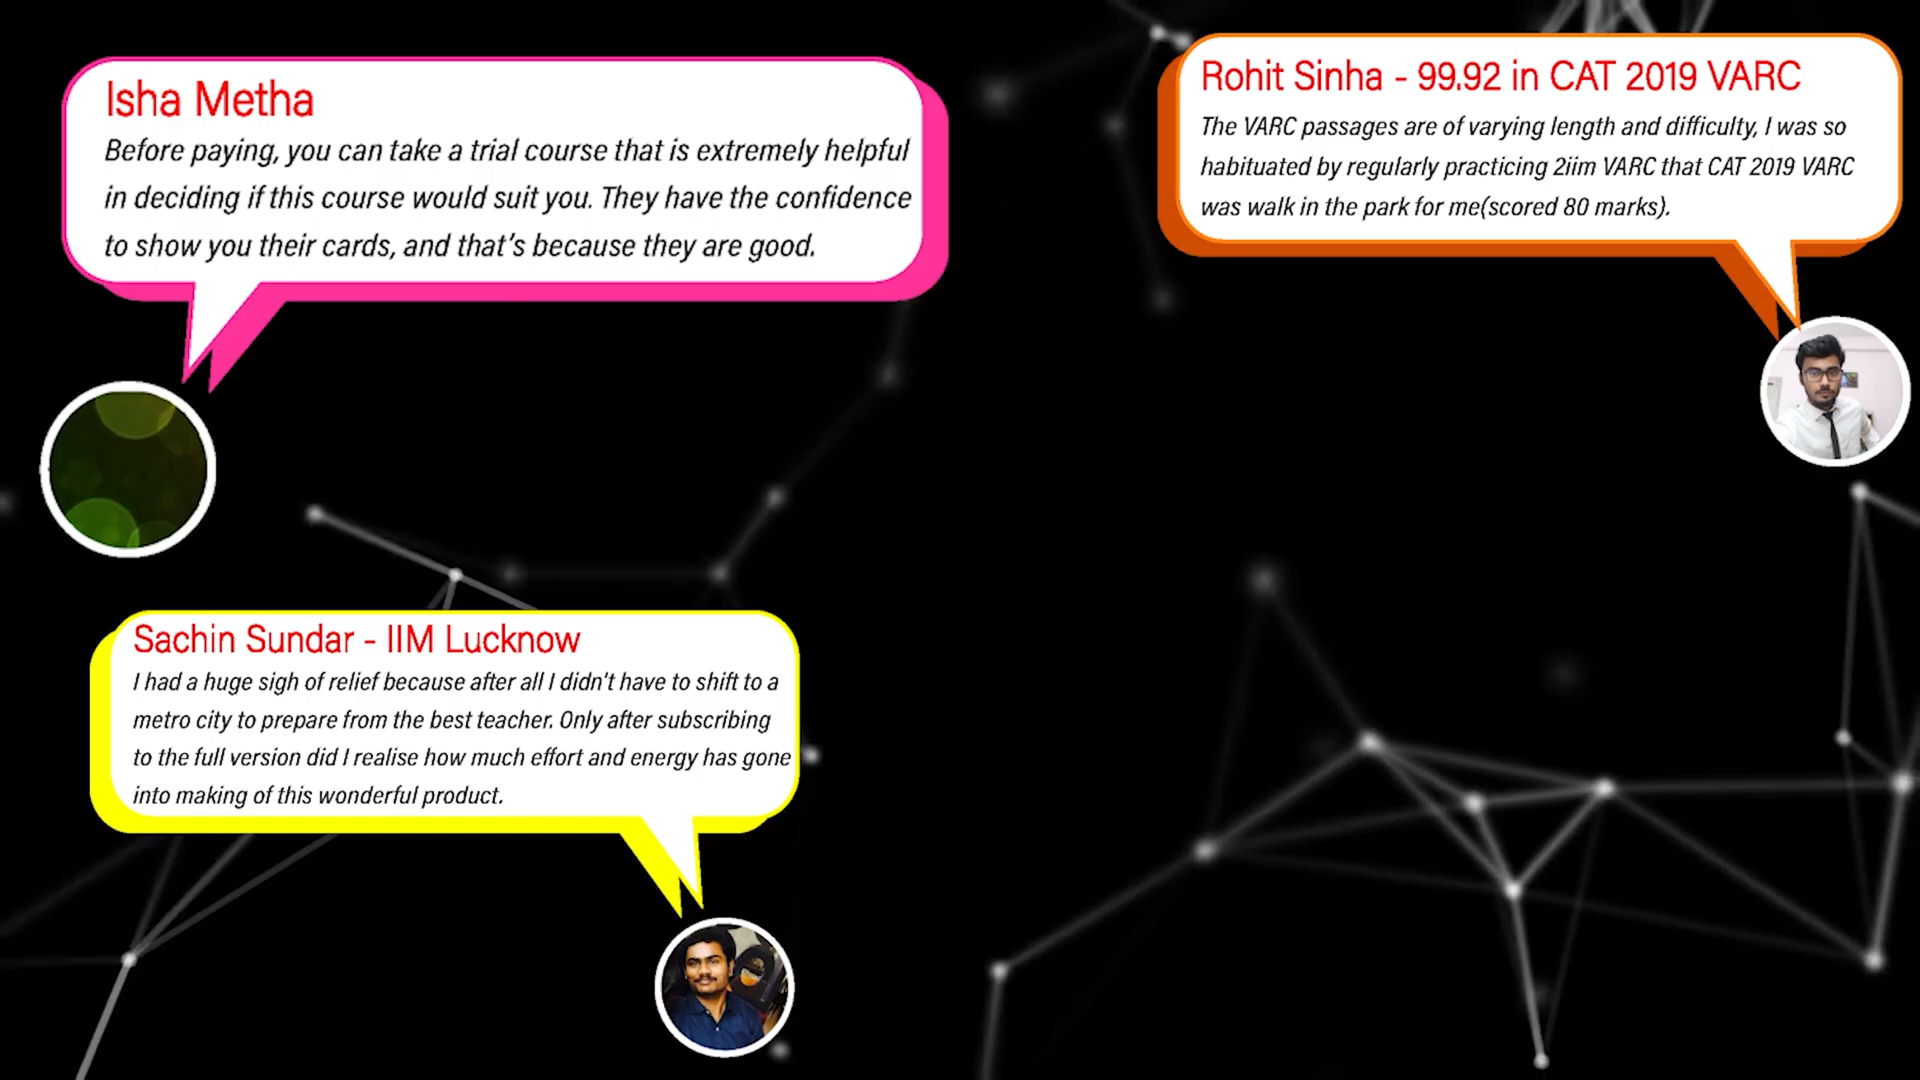 Isha Metha
Before paying, you can take a trial course that is extremely helpful
in deciding if this course would suit you. They have the confidence
to show you their cards, and that's because they are good.
Rohit Sinha - 99.92 in CAT 2019 VARC
The VARC passages are of varying length and difficulty, I was so
habituated by regularly practicing 2iim VARC that CAT 2019 VARC
was walk in the park for me(scored 80 marks).
Sachin Sundar - IIM Lucknow
I had a huge sigh of relief because after all I didn't have to shift to a
metro city to prepare from the best teacher. Only after subscribing
to the full version did I realise how much effort and energy has gone
into making of this wonderful product.